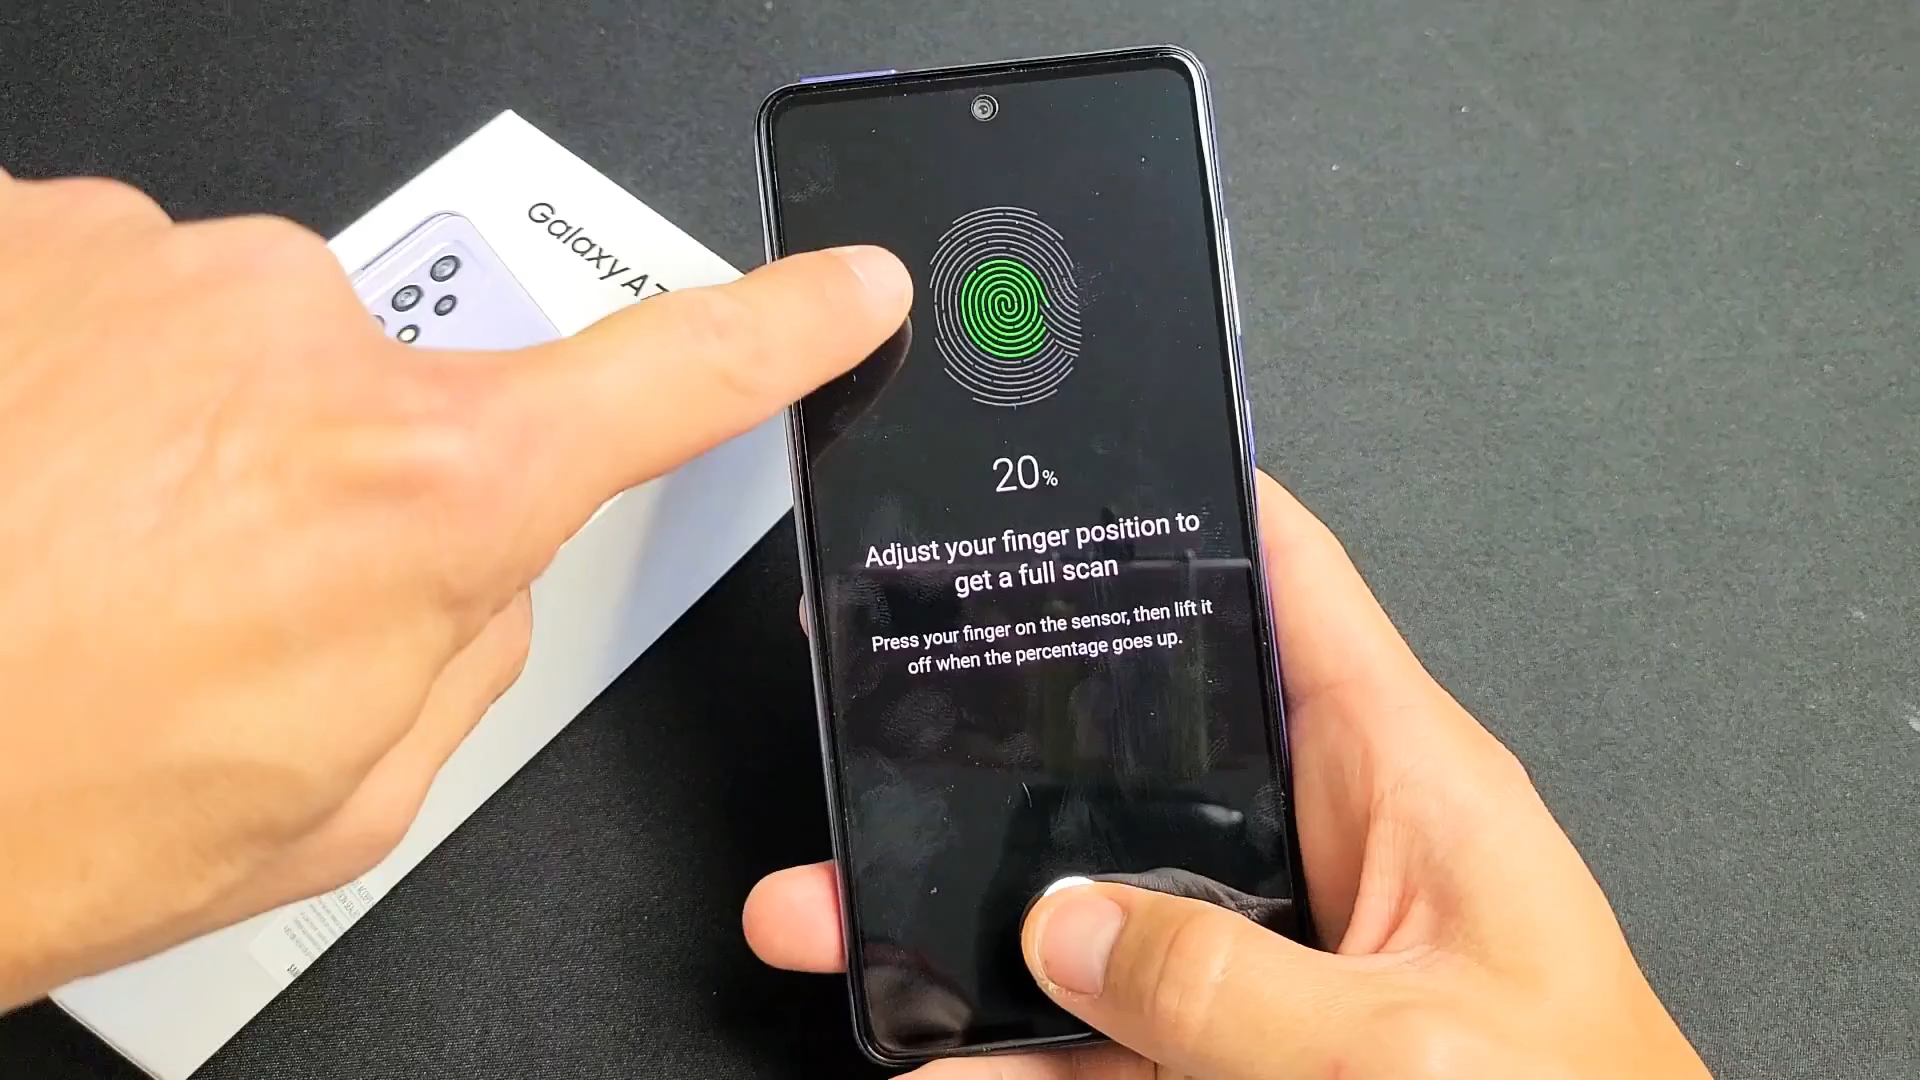 Galaxy A7
20%
Adjust your finger position to
get a full scan
Press your finger on the sensor, then lift it
off when the percentage goes up.